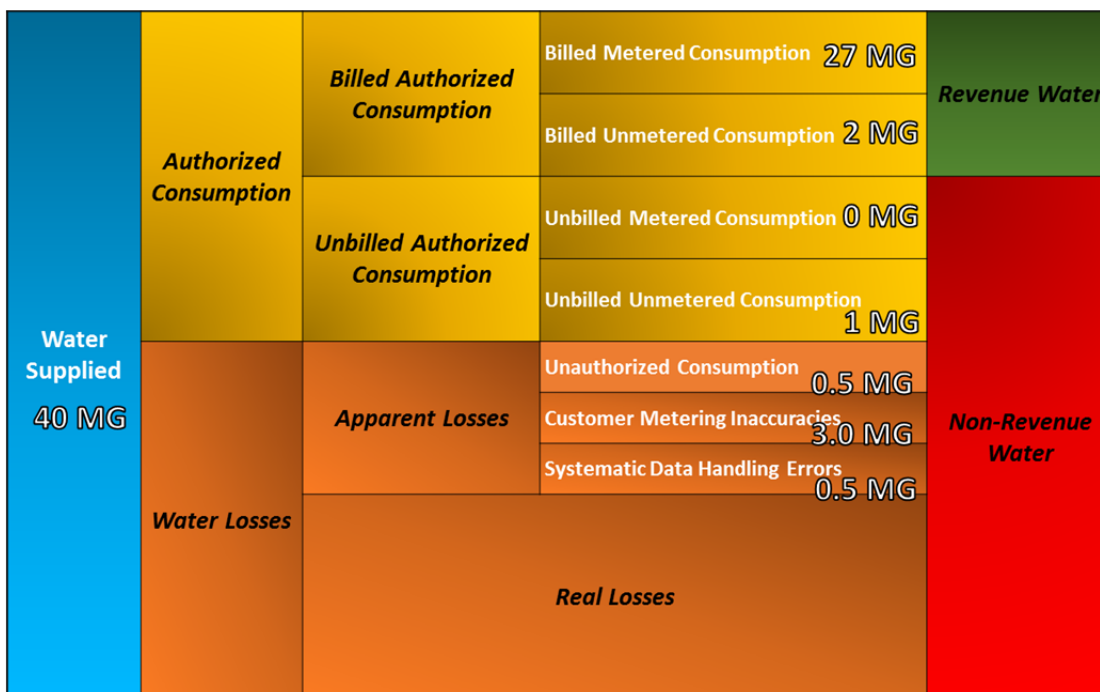 Water
Supplied
40 MG
Authorized
Consumption
Water Losses
Billed Authorized
Consumption
Unbilled Authorized
Consumption
Apparent Losses
Real Losses
Billed Metered Consumption 27 MG
Billed Unmetered Consumption 2 MG
Unbilled Metered Consumption 0 MG
Unbilled Unmetered Consumption
1 MG
Unauthorized Consumption
0.5 MG
Customer Metering Inaccuracies
3.0 MG
Systematic Data Handling Errors
0.5 MG
Revenue Water
Non-Revenue
Water